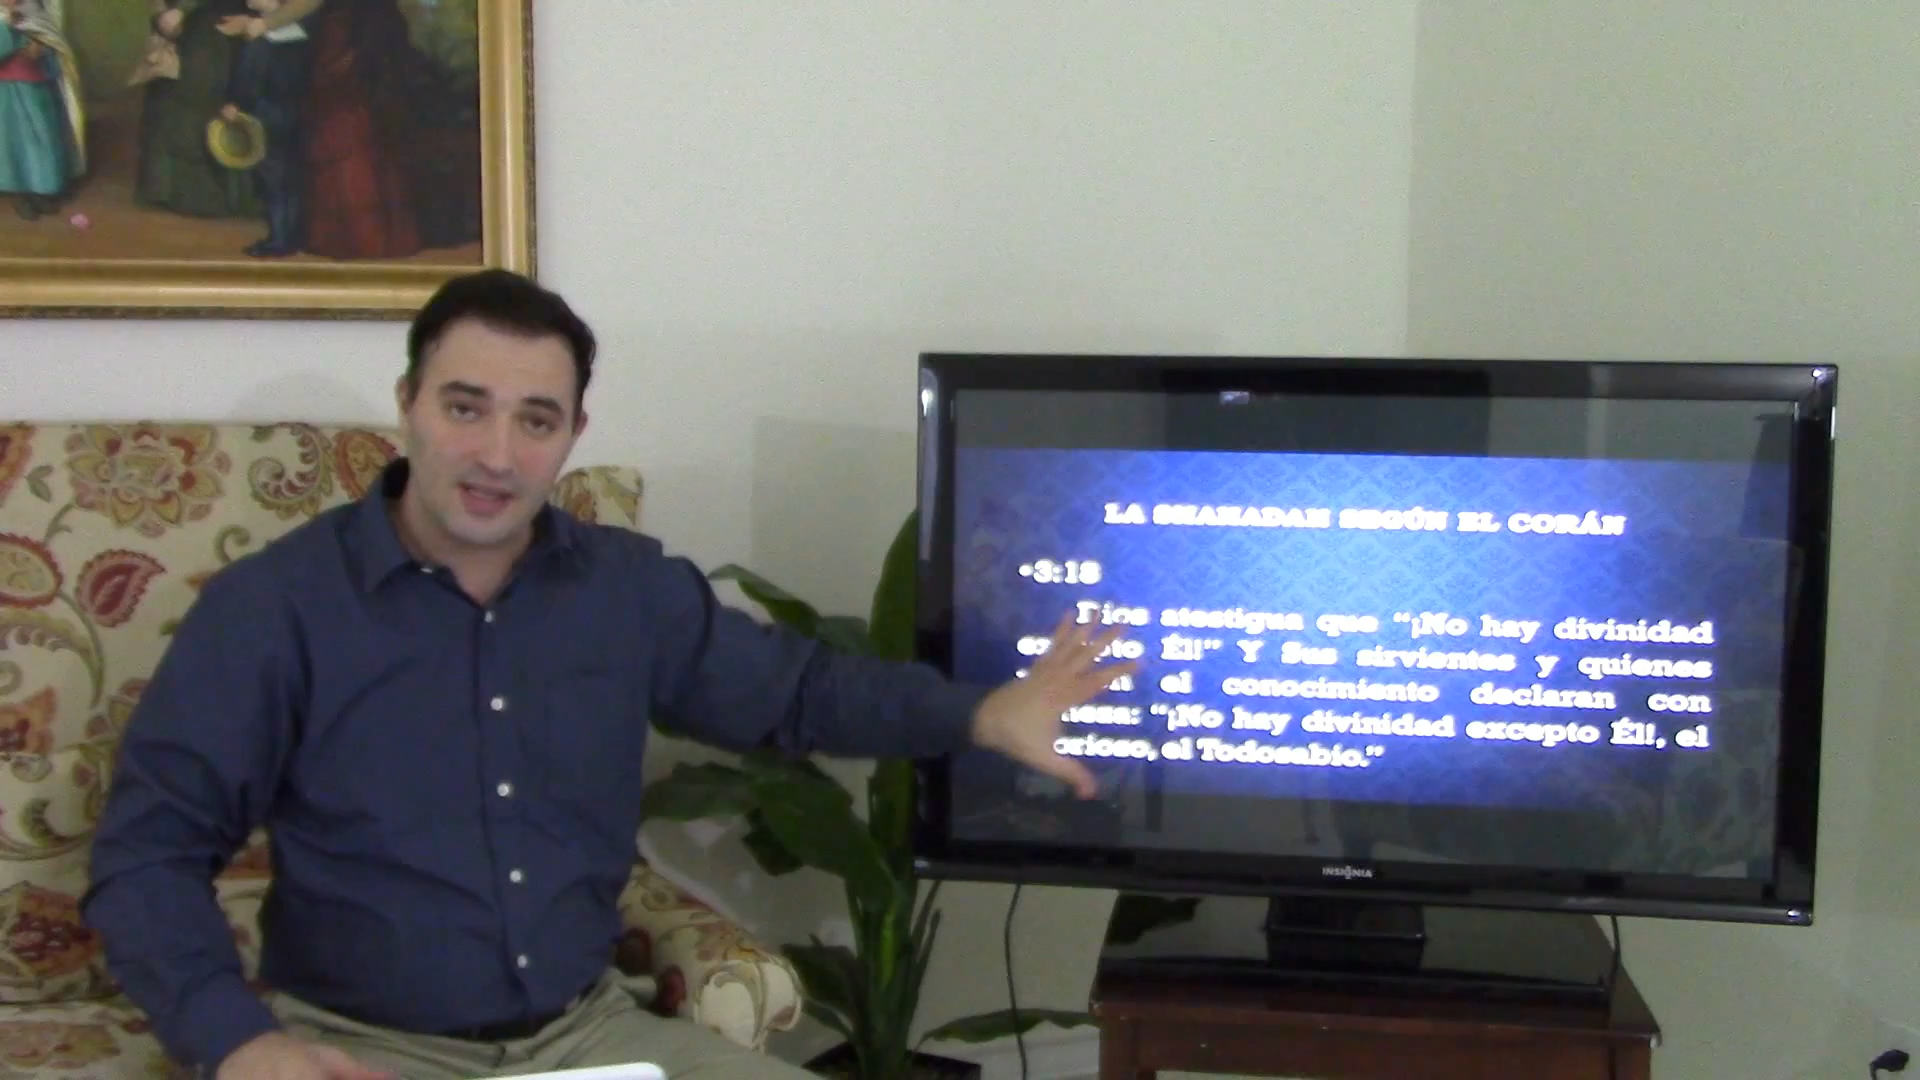 LA SHAHADAH SEGÚN EL CORÁN
•3:18
Dios atestigua que “¡No hay divinidad
Él!” Y Sus sirvientes y quienes
el conocimiento declaran con
“¡No hay divinidad excepto Él!, el
el Todosabio.”
INSIGNIA